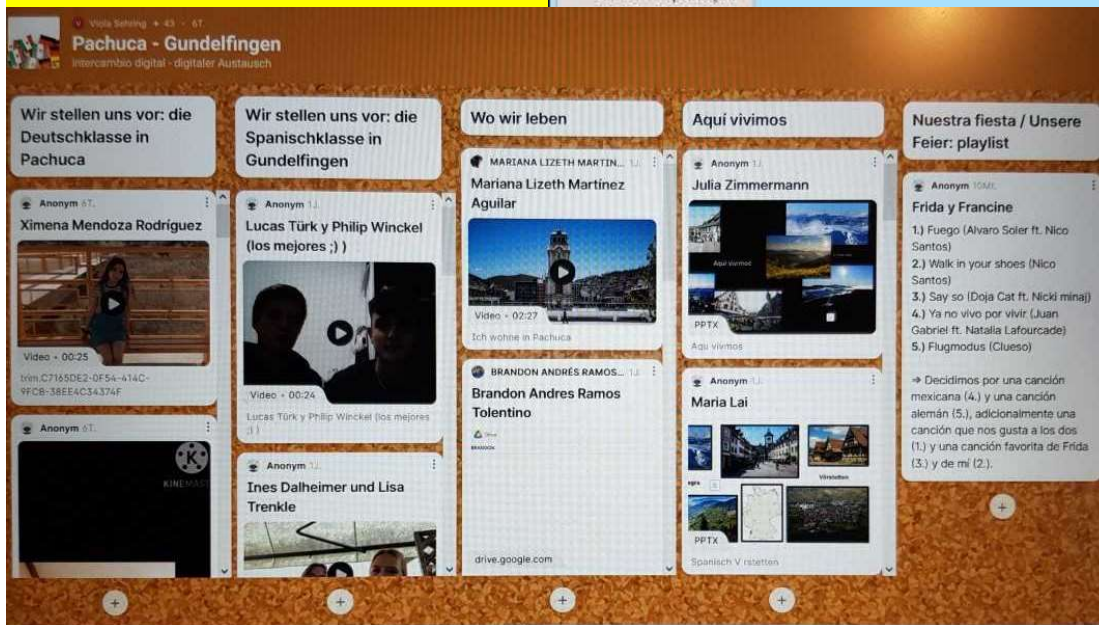 Viola Sehring + 43 · 6T.
Pachuca - Gundelfingen
intercambio digital - digitaler Austausch
Wir stellen uns vor: die
Deutschklasse in
Pachuca
Anonym 6T.
Ximena Mendoza Rodríguez
Video • 00:25
trim.C7165DE2-0F54-414C-
9FCB-38EE4C34374F
Anonym 6T.
KINEMAST
Wir stellen uns vor: die
Spanischklasse in
Gundelfingen
Anonym 1J.
Lucas Türk y Philip Winckel
(los mejores ;) )
Video • 00:24
Lucas Türk y Philip Winckel (los mejores
;) )
Anonym 1J.
Ines Dalheimer und Lisa
Trenkle
Wo wir leben
MARIANA LIZETH MARTIN... 1J.
Mariana Lizeth Martínez
Aguilar
Video • 02:27
Ich wohne in Pachuca
BRANDON ANDRÉS RAMOS... 1J.
Brandon Andres Ramos
Tolentino
Drive
BRANDON
drive.google.com
Aquí vivimos
Anonym 1J.
Julia Zimmermann
Aqui vivimos
PPTX
Aqui vivmos
Anonym 1J.
Maria Lai
Vörstetten
PPTX
Spanisch V rstetten
Nuestra fiesta / Unsere
Feier: playlist
Anonym 10Mt.
Frida y Francine
1.) Fuego (Alvaro Soler ft. Nico
Santos)
2.) Walk in your shoes (Nico
Santos)
3.) Say so (Doja Cat ft. Nicki minaj)
4.) Ya no vivo por vivir (Juan
Gabriel ft. Natalia Lafourcade)
5.) Flugmodus (Clueso)
⇒ Decidimos por una canción
mexicana (4.) y una canción
alemán (5.), adicionalmente una
canción que nos gusta a los dos
(1.) y una canción favorita de Frida
(3.) y de mí (2.).